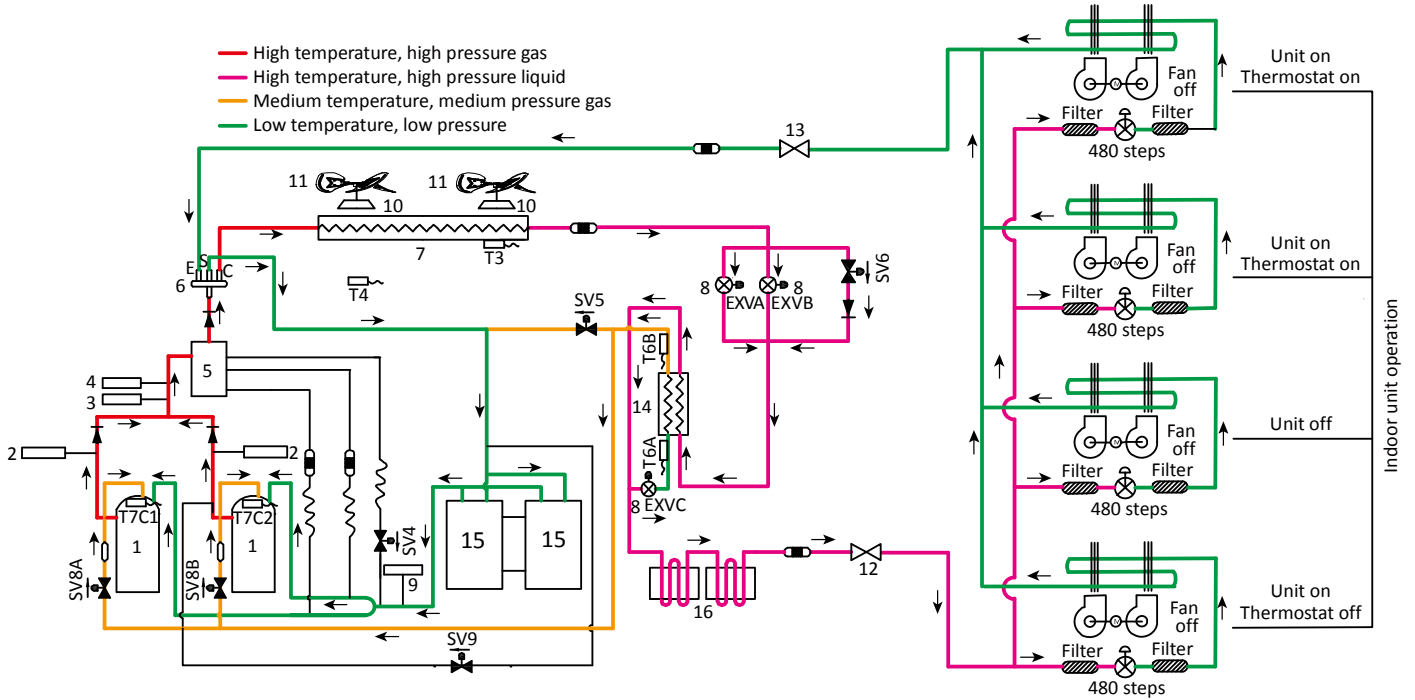 High temperature, high pressure gas
High temperature, high pressure liquid
Medium temperature, medium pressure gas
Low temperature, low pressure
13
11
11
10
10
7
T3
T4
E
S
C
6
5
4
3
2
2
T7C1
T7C2
1
1
SV8A
SV8B
SV4
9
SV9
15
15
SV5
T6B
14
T6A
8
EXVC
8
EXVA
8
EXVB
SV6
16
12
Fan
off
Filter
Filter
480 steps
Unit on
Thermostat on
Fan
off
Filter
Filter
480 steps
Unit on
Thermostat on
Fan
off
Filter
Filter
480 steps
Unit off
Fan
off
Filter
Filter
480 steps
Unit on
Thermostat off
Indoor unit operation